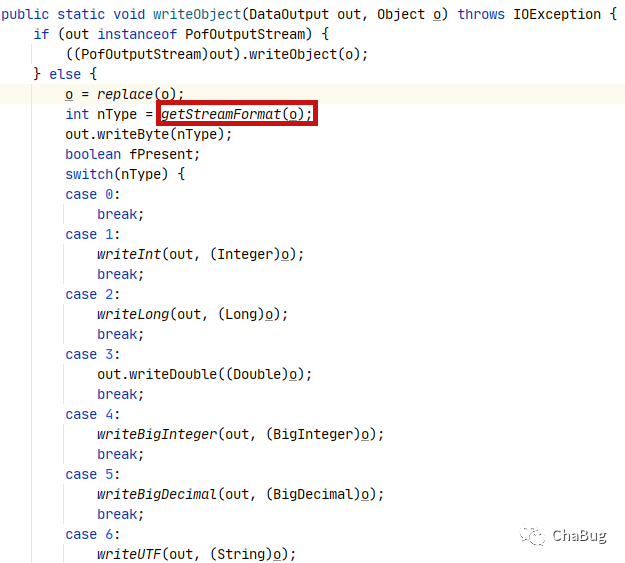 public static void writeObject(DataOutput out, Object o) throws IOException {
    if (out instanceof PofOutputStream) {
        ((PofOutputStream)out).writeObject(o);
    } else {
        o = replace(o);
        int nType = getStreamFormat(o);
        out.writeByte(nType);
        boolean fPresent;
        switch(nType) {
        case 0:
            break;
        case 1:
            writeInt(out, (Integer)o);
            break;
        case 2:
            writeLong(out, (Long)o);
            break;
        case 3:
            out.writeDouble((Double)o);
            break;
        case 4:
            writeBigInteger(out, (BigInteger)o);
            break;
        case 5:
            writeBigDecimal(out, (BigDecimal)o);
            break;
        case 6:
            writeUTF(out, (String)o);
ChaBug